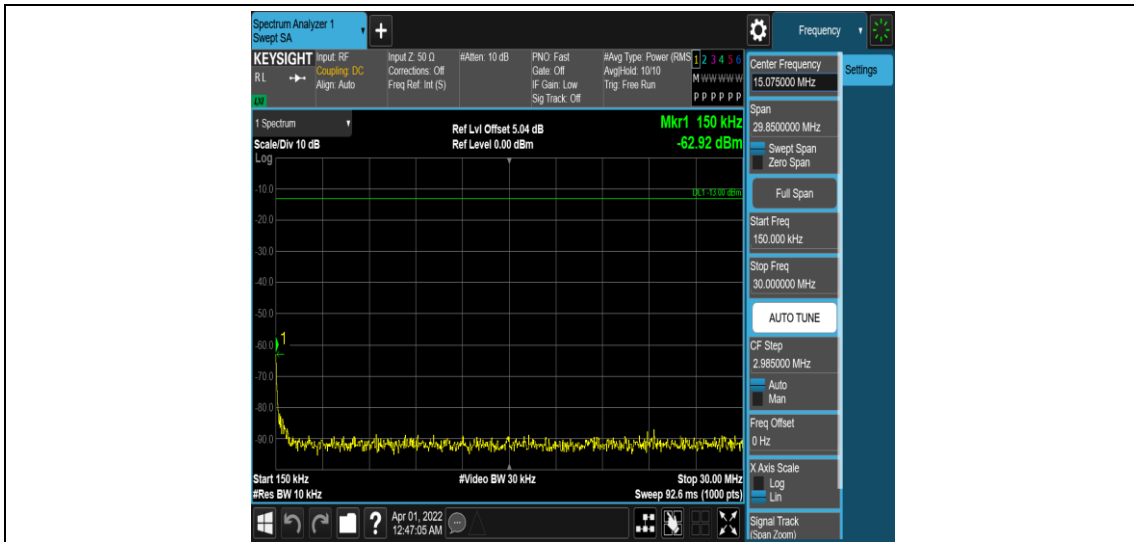 Spectrum Analyzer 1
Swept SA
+
Frequency
KEYSIGHT
RL
Input: RF
Coupling: DC
Align: Auto
Input Z: 50 Ω
Corrections: Off
Freq Ref: Int (S)
#Atten: 10 dB
PNO: Fast
Gate: Off
IF Gain: Low
Sig Track: Off
#Avg Type: Power (RMS
Avg|Hold: 10/10
Trig: Free Run
1 2 3 4 5 6
M W W W W W
P P P P P P
LXI
Center Frequency
15.075000 MHz
Settings
Span
29.8500000 MHz
Swept Span
Zero Span
Full Span
Start Freq
150.000 kHz
Stop Freq
30.000000 MHz
AUTO TUNE
CF Step
2.985000 MHz
Auto
Man
Freq Offset
0 Hz
X Axis Scale
Log
Lin
Signal Track
(Span Zoom)
1 Spectrum
Scale/Div 10 dB
Log
Ref Lvl Offset 5.04 dB
Ref Level 0.00 dBm
Mkr1 150 kHz
-62.92 dBm
DL1 -13.00 dBm
-10.0
-20.0
-30.0
-40.0
-50.0
-60.0
1
-70.0
-80.0
-90.0
Start 150 kHz
#Video BW 30 kHz
Stop 30.00 MHz
#Res BW 10 kHz
Sweep 92.6 ms (1000 pts)
?
Apr 01, 2022
12:47:05 AM